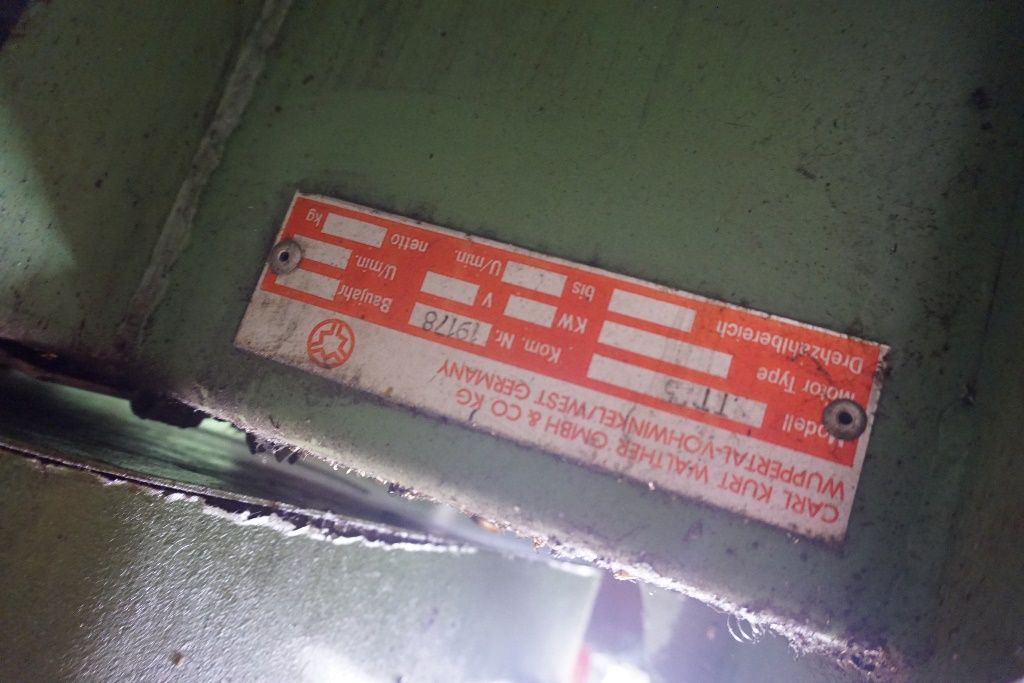 CARL KURT WALTHER GMBH & CO. KG
WUPPERTAL-VOHWINKEL/WEST GERMANY
Modell Kom. Nr. 19178 Baujahr
Motor Type KW V U/min.
Drehzahlbereich bis U/min. netto kg